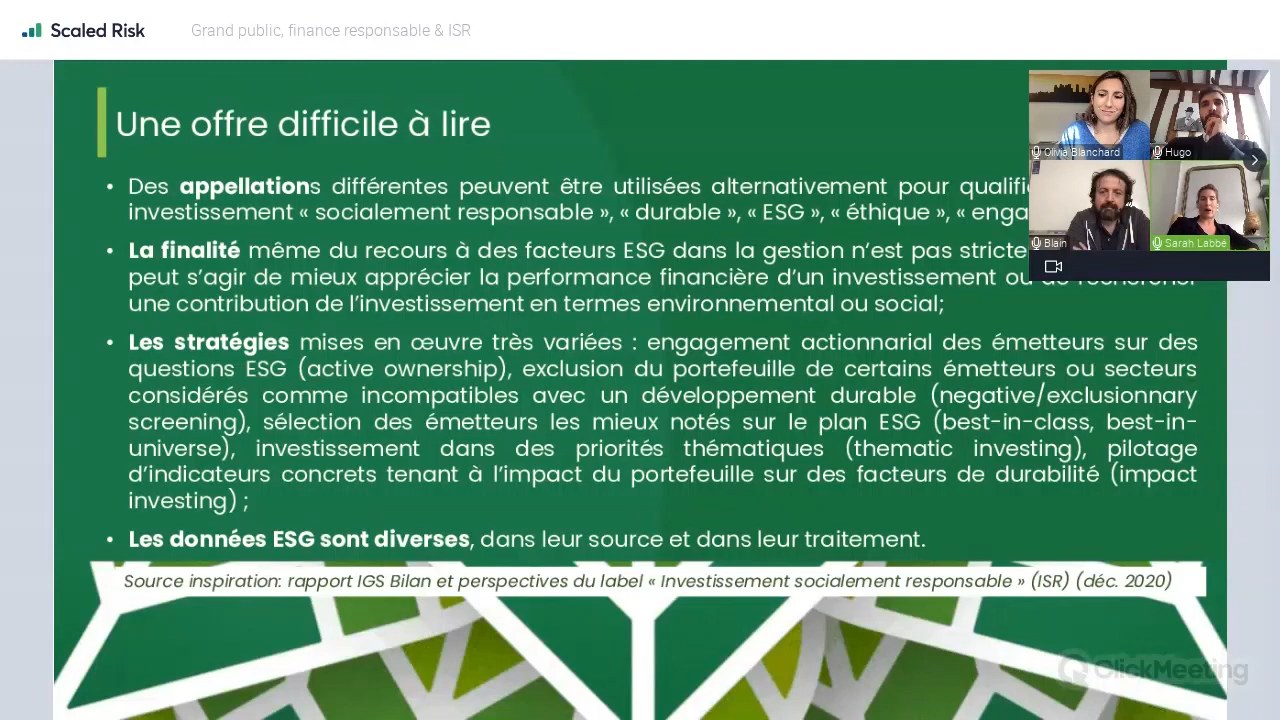 Scaled Risk
Grand public, finance responsable & ISR
Une offre difficile à lire
• Des appellations différentes peuvent être utilisées alternativement pour
investissement « socialement responsable », « durable », « ESG », « éthique », «
• La finalité même du recours à des facteurs ESG dans la gestion n'est pas
peut s'agir de mieux apprécier la performance financière d'un investissement ou de rechercher
une contribution de l'investissement en termes environnemental ou social;
• Les stratégies mises en œuvre très variées : engagement actionnarial des émetteurs sur des
questions ESG (active ownership), exclusion du portefeuille de certains émetteurs ou secteurs
considérés comme incompatibles avec un développement durable (negative/exclusionnary
screening), sélection des émetteurs les mieux notés sur le plan ESG (best-in-class, best-in-
universe), investissement dans des priorités thématiques (thematic investing), pilotage
d'indicateurs concrets tenant à l'impact du portefeuille sur des facteurs de durabilité (impact
investing) ;
• Les données ESG sont diverses, dans leur source et dans leur traitement.
Source inspiration: rapport IGS Bilan et perspectives du label « Investissement socialement responsable » (ISR) (déc. 2020)
Olivia Blanchard
Hugo
Blain
Sarah Labbé
ClickMeeting